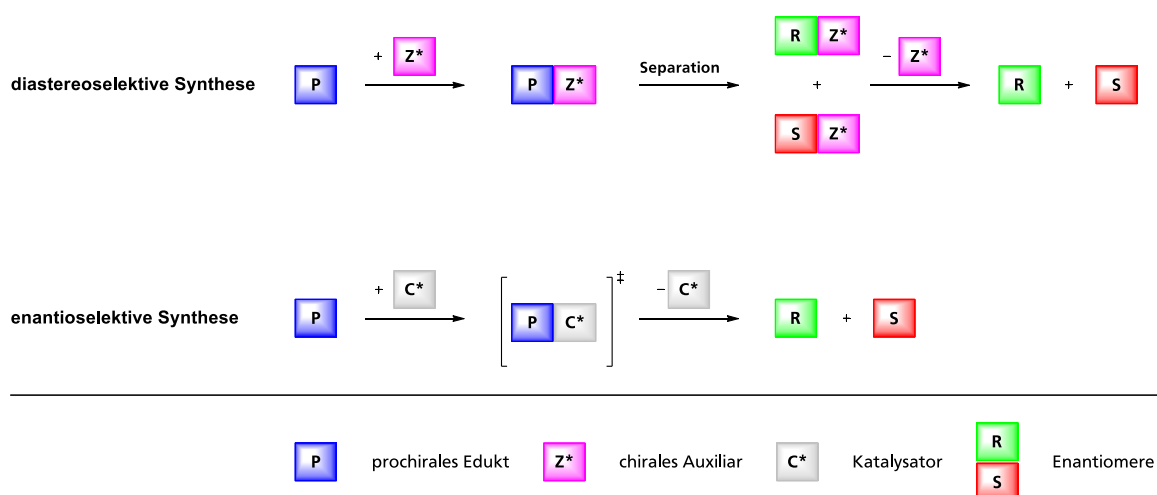 R Z*
+ Z* – Z*
diastereoselektive Synthese P P Z* Separation + R + S
S Z*
+ C* ‡ – C*
enantioselektive Synthese P P C* R + S
R
P prochirales Edukt Z* chirales Auxiliar C* Katalysator Enantiomere
S